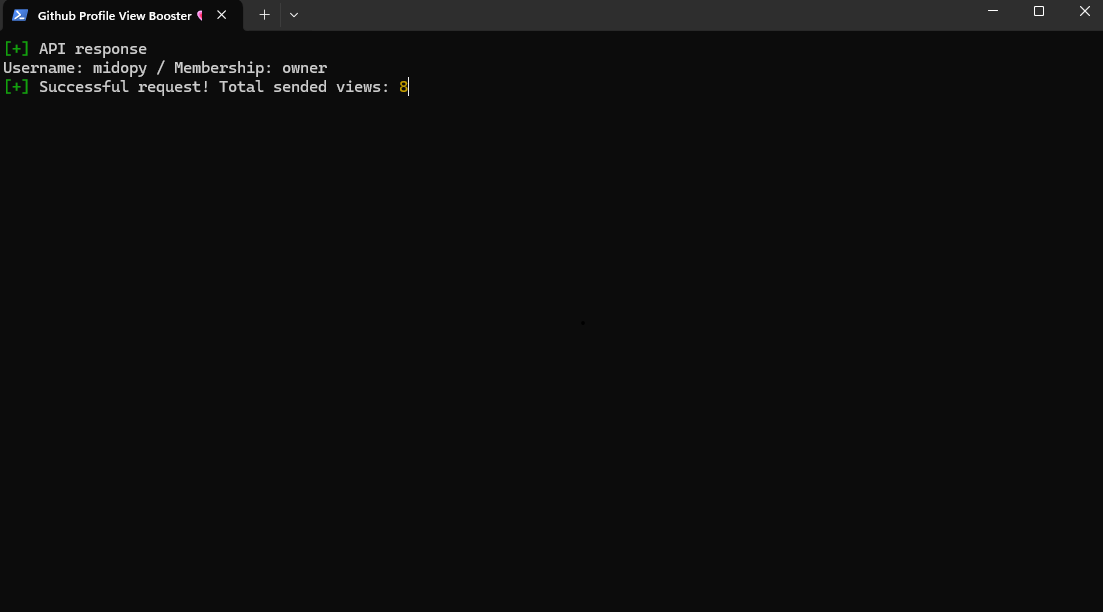 Github Profile View Booster
[+] API response
Username: midopy / Membership: owner
[+] Successful request! Total sended views: 8